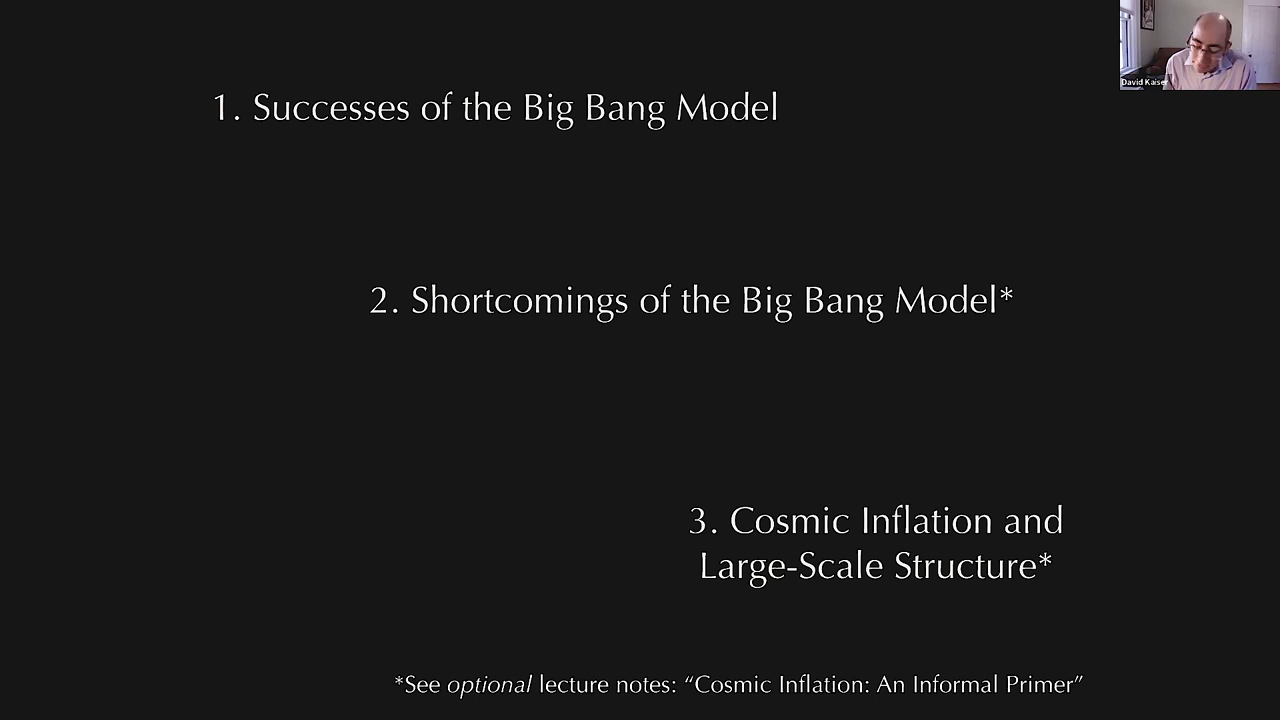 David Kaiser
1. Successes of the Big Bang Model
2. Shortcomings of the Big Bang Model*
3. Cosmic Inflation and
Large-Scale Structure*
*See optional lecture notes: “Cosmic Inflation: An Informal Primer”